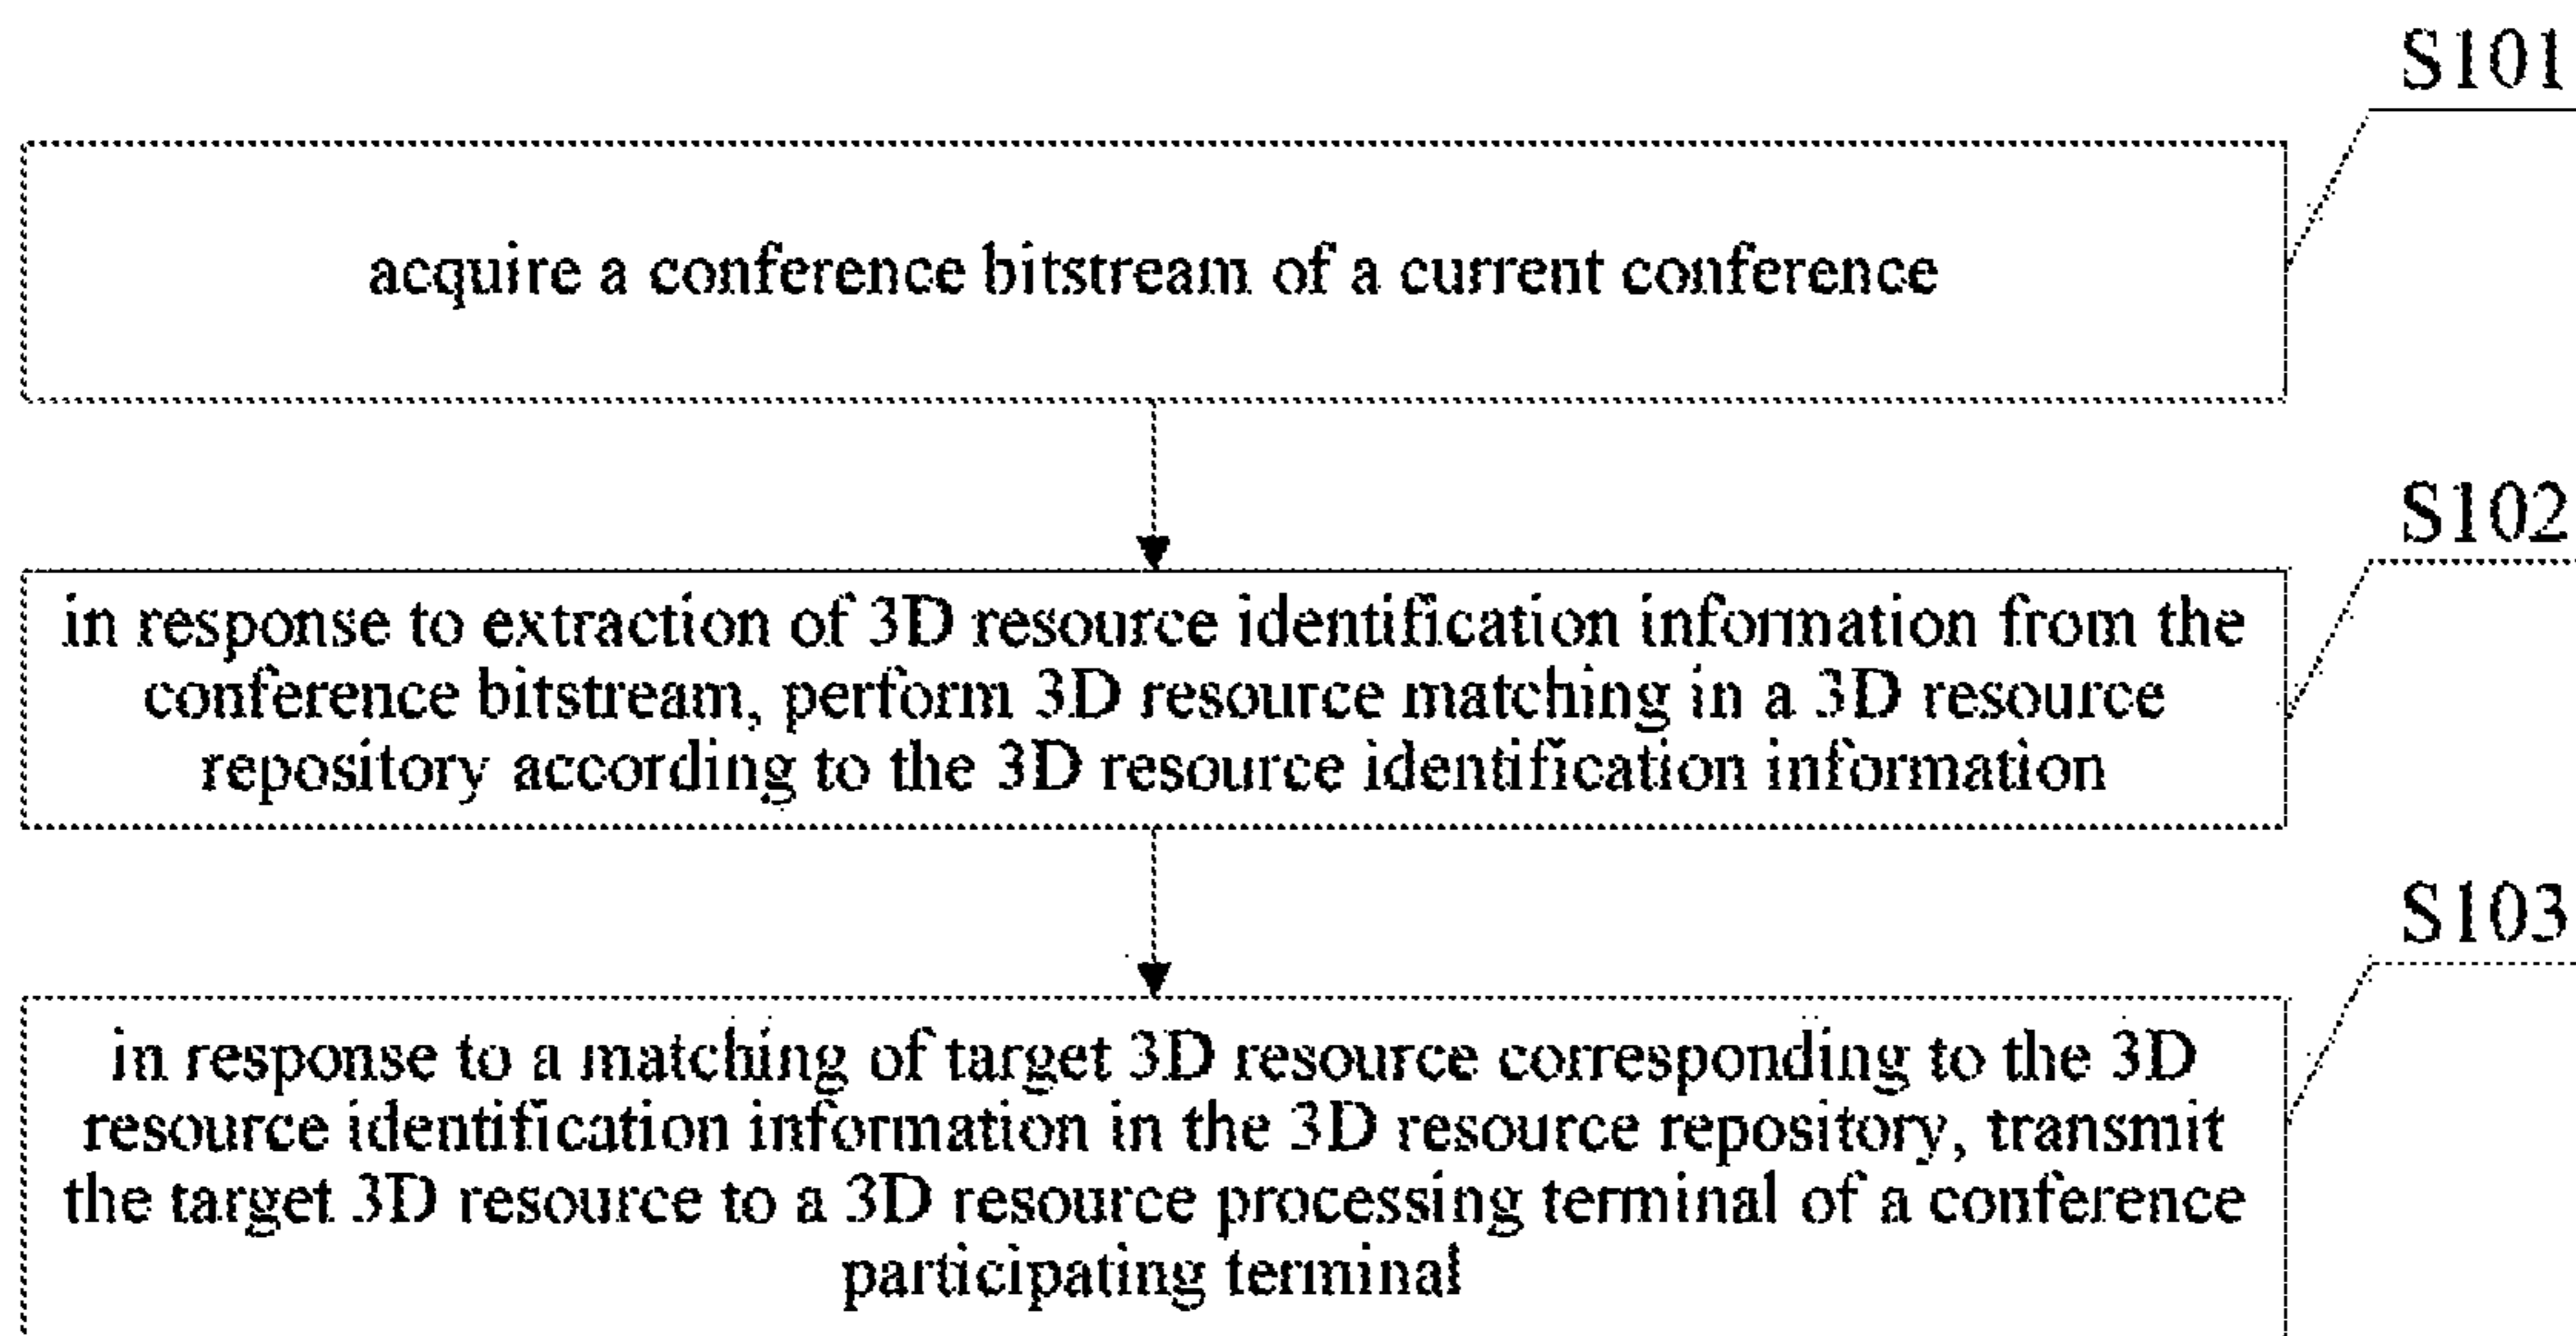 S101
acquire a conference bitstream of a current conference
S102
in response to extraction of 3D resource identification information from the
conference bitstream, perform 3D resource matching in a 3D resource
repository according to the 3D resource identification information
S103
in response to a matching of target 3D resource corresponding to the 3D
resource identification information in the 3D resource repository, transmit
the target 3D resource to a 3D resource processing terminal of a conference
participating terminal